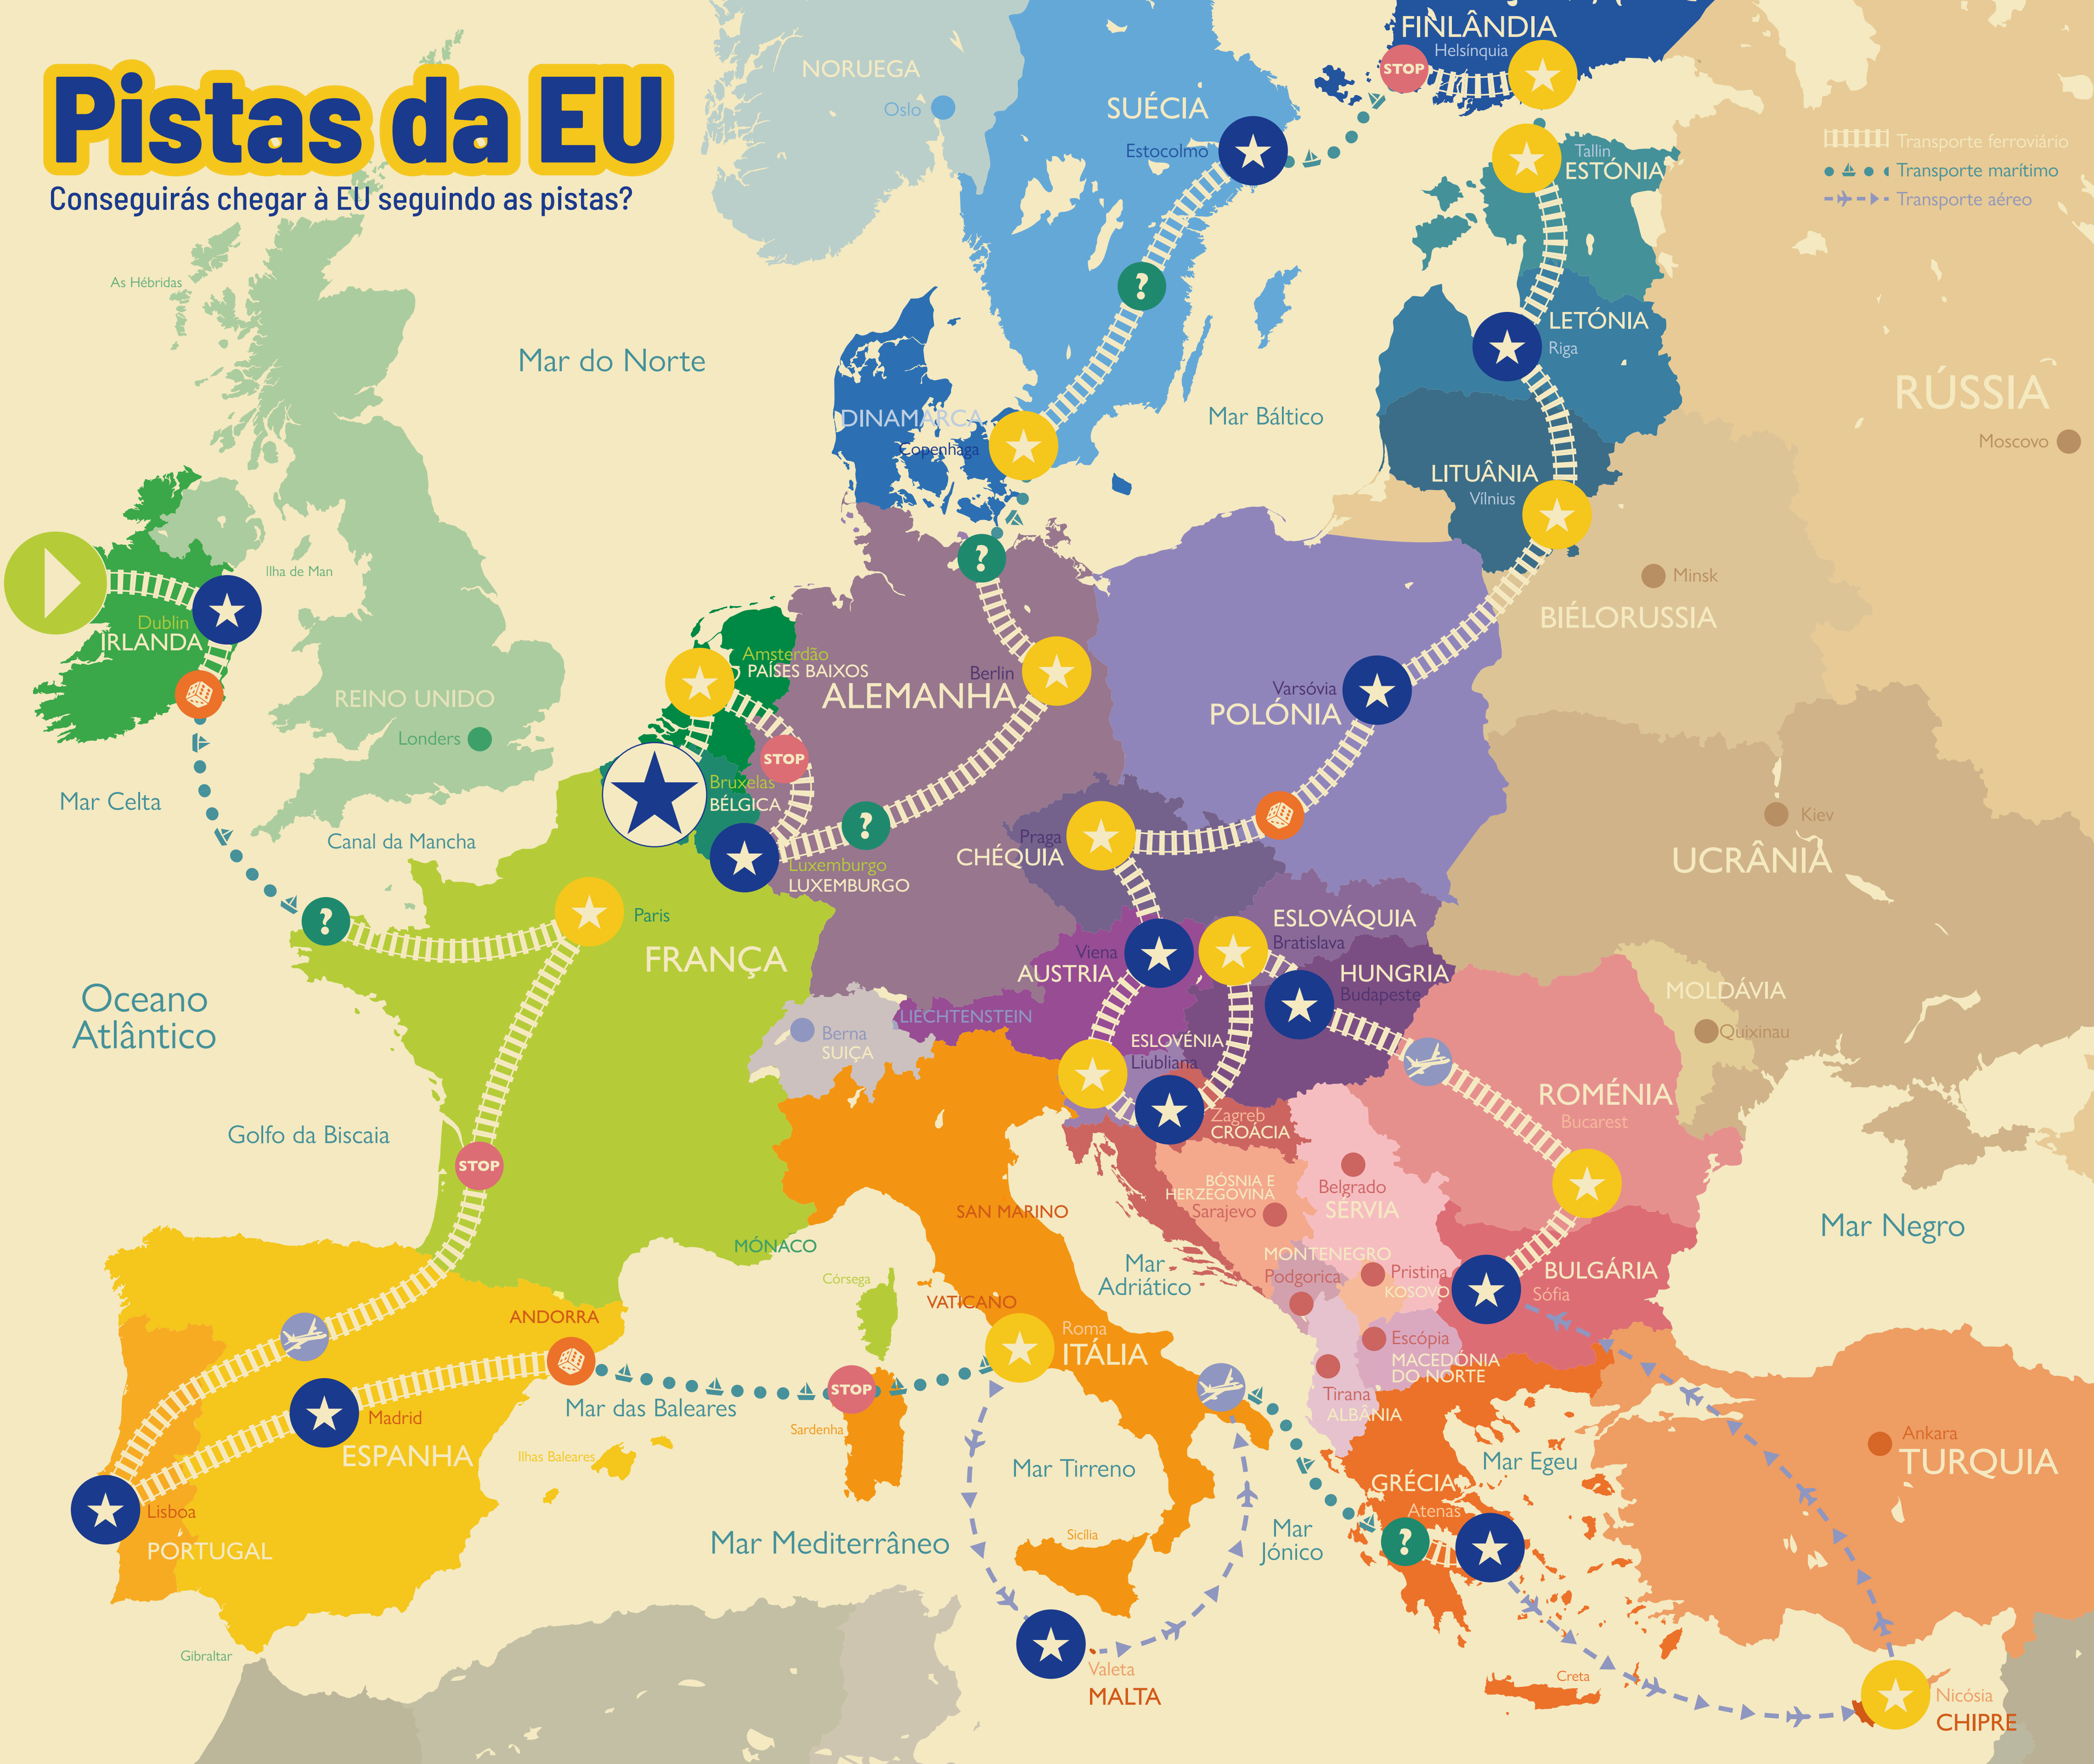 Pistas da EU
Conseguirás chegar à EU seguindo as pistas?
FINLÂNDIA
Helsínquia
STOP
NORUEGA
Oslo
SUÉCIA
Estocolmo
Tallin
ESTÓNIA
Transporte ferroviário
Transporte marítimo
Transporte aéreo
As Hébridas
?
LETÓNIA
Riga
Mar do Norte
RÚSSIA
Moscovo
DINAMARCA
Copenhaga
Mar Báltico
LITUÂNIA
Vílnius
?
Ilha de Man
Minsk
BIÉLORUSSIA
Dublin
IRLANDA
Amsterdão
PAÍSES BAIXOS
Berlin
ALEMANHA
Varsóvia
POLÓNIA
REINO UNIDO
Londers
STOP
Bruxelas
BÉLGICA
Mar Celta
Canal da Mancha
?
Luxemburgo
LUXEMBURGO
Praga
CHÉQUIA
Kiev
UCRÂNIA
?
Paris
FRANÇA
ESLOVÁQUIA
Bratislava
Viena
AUSTRIA
HUNGRIA
Budapeste
MOLDÁVIA
Quixinau
Oceano
Atlântico
LIECHTENSTEIN
Berna
SUIÇA
ESLOVÉNIA
Liubliana
ROMÉNIA
Bucarest
Golfo da Biscaia
Zagreb
CROÁCIA
STOP
BÓSNIA E
HERZEGOVINA
Sarajevo
Belgrado
SÉRVIA
SAN MARINO
MÓNACO
Mar Negro
Mar
Adriático
MONTENEGRO
Podgorica
Pristina
KOSOVO
BULGÁRIA
Sófia
Córsega
VATICANO
ANDORRA
Roma
ITÁLIA
Escópia
MACEDÓNIA
DO NORTE
Tirana
ALBÂNIA
STOP
Mar das Baleares
Sardenha
Madrid
ESPANHA
Ilhas Baleares
Mar Tirreno
Mar Egeu
Ankara
TURQUIA
GRÉCIA
Atenas
?
Lisboa
PORTUGAL
Mar Mediterrâneo
Sicília
Mar
Jónico
Gibraltar
Valeta
MALTA
Creta
Nicósia
CHIPRE